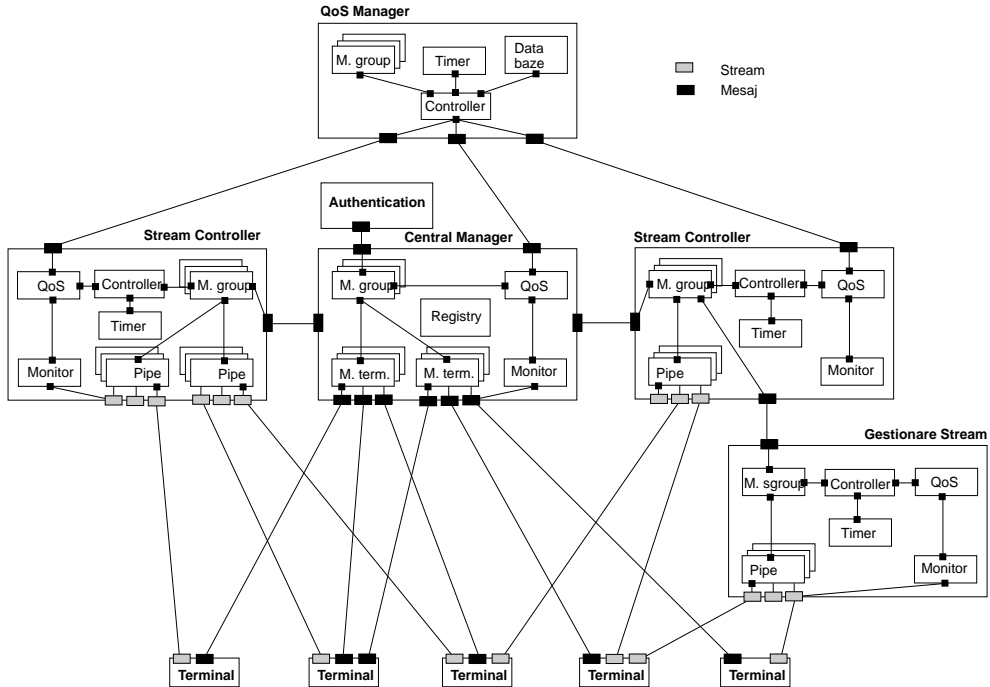 QoS Manager
M. group
Timer
Data
baze
Controller
Stream
Mesaj
Authentication
Stream Controller
Central Manager
Stream Controller
QoS
Controller
M. group
Timer
Monitor
Pipe
Pipe
M. group
QoS
Registry
M. term.
M. term.
Monitor
M. group
Controller
QoS
Timer
Pipe
Monitor
Gestionare Stream
M. sgroup
Controller
QoS
Timer
Pipe
Monitor
Terminal
Terminal
Terminal
Terminal
Terminal